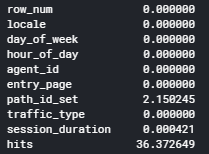 row_num 0.000000
locale 0.000000
day_of_week 0.000000
hour_of_day 0.000000
agent_id 0.000000
entry_page 0.000000
path_id_set 2.150245
traffic_type 0.000000
session_duration 0.000421
hits 36.372649